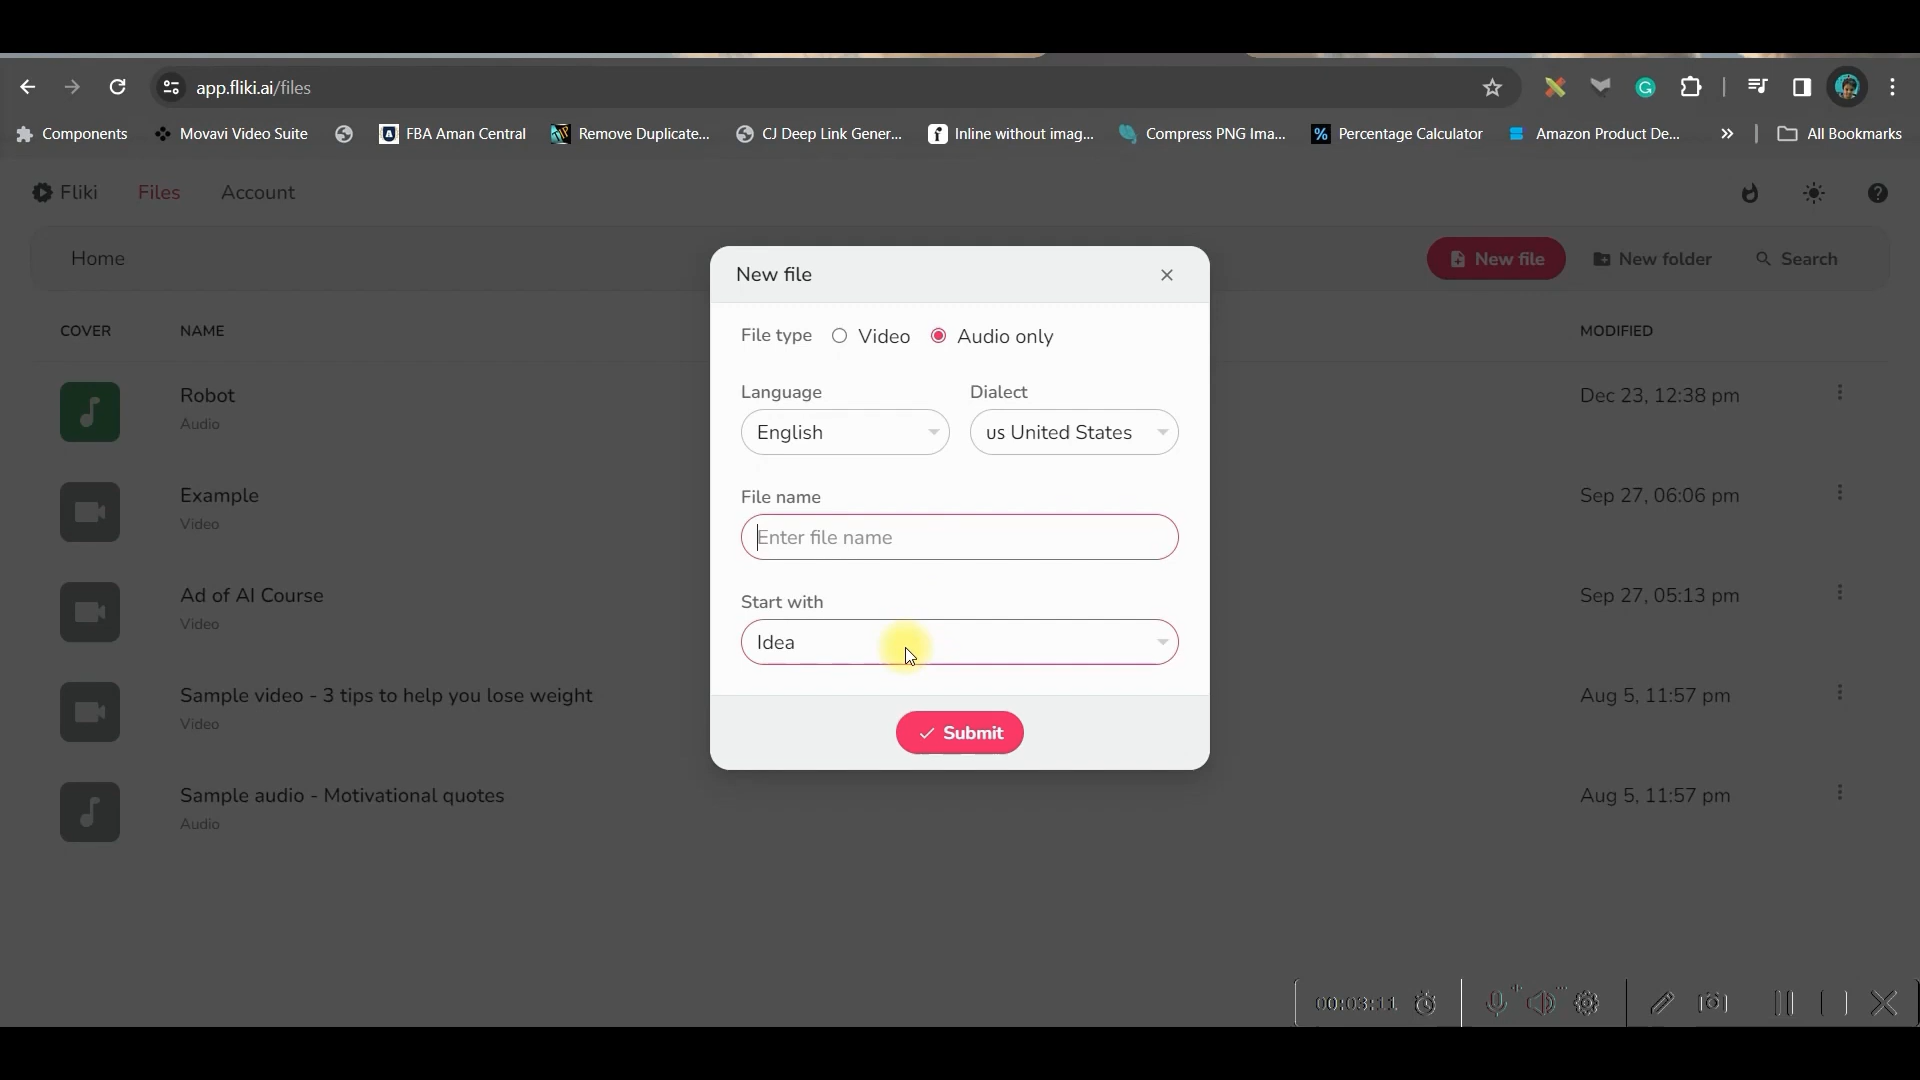 app.fliki.ai/files
Components
Movavi Video Suite
FBA Aman Central
Remove Duplicate...
CJ Deep Link Gener...
Inline without imag...
Compress PNG Ima...
Percentage Calculator
Amazon Product De...
»
All Bookmarks
Fliki
Files
Account
Home
New file
New folder
Search
COVER
NAME
MODIFIED
Robot
Audio
Dec 23, 12:38 pm
Example
Video
Sep 27, 06:06 pm
Ad of AI Course
Video
Sep 27, 05:13 pm
Sample video - 3 tips to help you lose weight
Video
Aug 5, 11:57 pm
Sample audio - Motivational quotes
Audio
Aug 5, 11:57 pm
New file
File type
Video
Audio only
Language
Dialect
English
us United States
File name
Enter file name
Start with
Idea
Submit
00:03:11